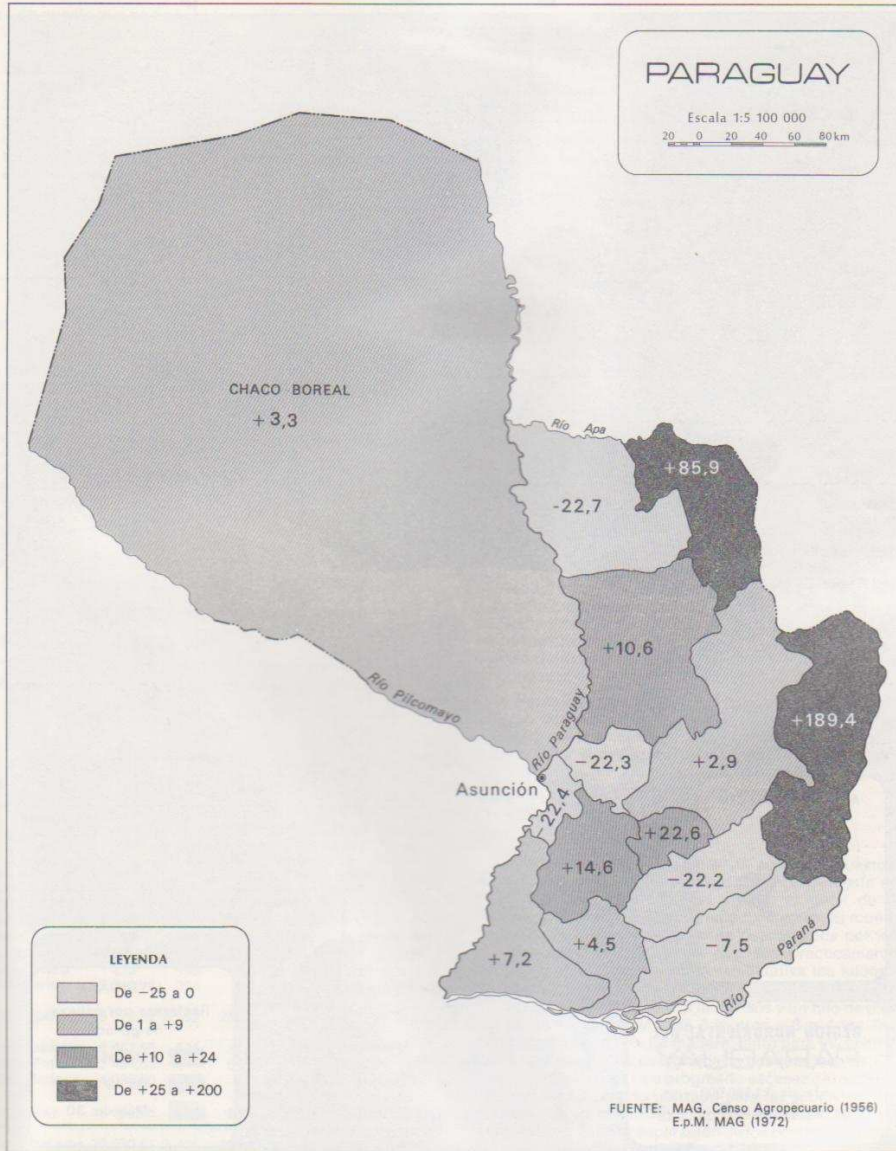 PARAGUAY
Escala 1:5 100 000
20 0 20 40 60 80 km
CHACO BOREAL
+3,3
Río Apa
+85,9
-22,7
+10,6
Río Pilcomayo
Río Paraguay
+189,4
-22,3
+2,9
Asunción
-22,4
+22,6
+14,6
-22,2
+4,5
-7,5
+7,2
Río Paraná
LEYENDA
De -25 a 0
De 1 a +9
De +10 a +24
De +25 a +200
FUENTE: MAG, Censo Agropecuario (1956)
E.p.M. MAG (1972)